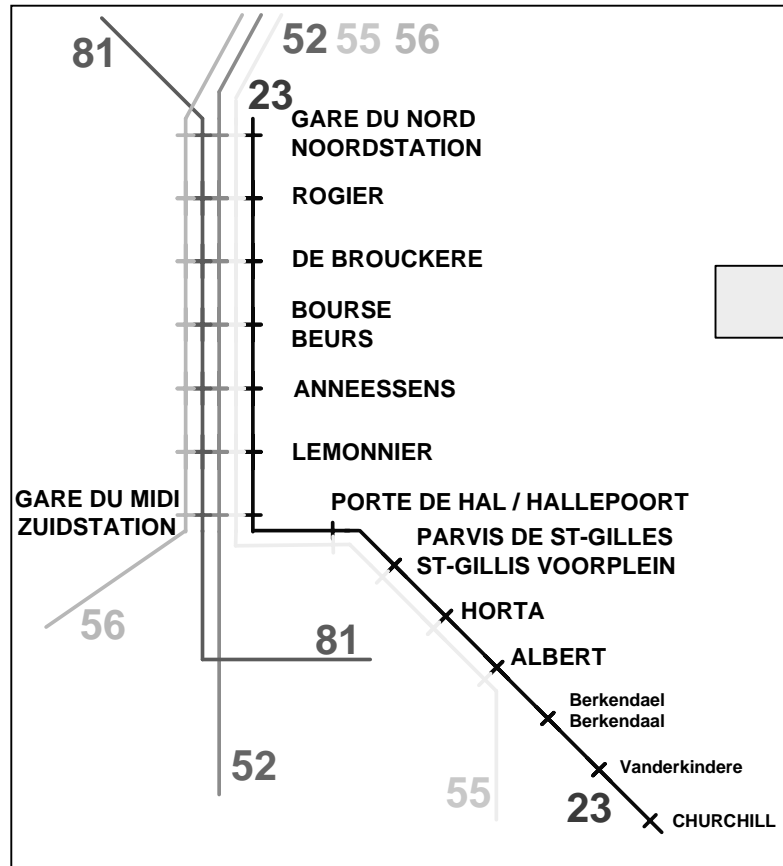 52 55 56
81
23
GARE DU NORD
NOORDSTATION
ROGIER
DE BROUCKERE
BOURSE
BEURS
ANNEESSENS
LEMONNIER
GARE DU MIDI
ZUIDSTATION
PORTE DE HAL / HALLEPOORT
PARVIS DE ST-GILLES
ST-GILLIS VOORPLEIN
HORTA
56
81
ALBERT
Berkendael
Berkendaal
52
Vanderkindere
55
23
CHURCHILL